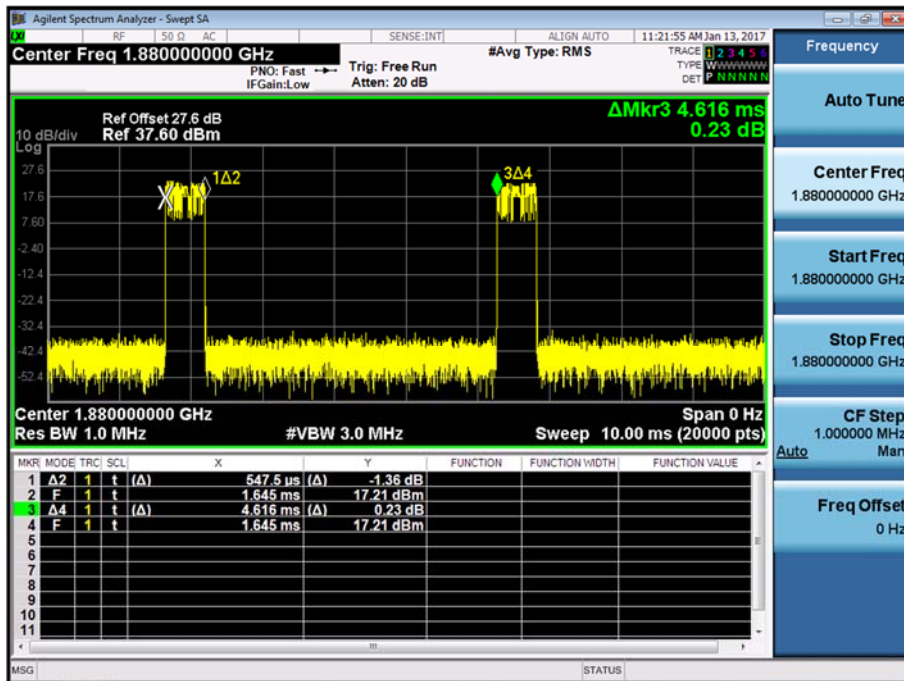 Agilent Spectrum Analyzer - Swept SA
LXI RF 50 Ω AC SENSE:INT ALIGN AUTO 11:21:55 AM Jan 13, 2017
Center Freq 1.880000000 GHz
#Avg Type: RMS
TRACE 1 2 3 4 5 6
PNO: Fast
Trig: Free Run
TYPE W W W W W W
IFGain:Low
Atten: 20 dB
DET P N N N N N
Frequency
Auto Tune
Center Freq
1.880000000 GHz
Start Freq
1.880000000 GHz
Stop Freq
1.880000000 GHz
CF Step
1.000000 MHz
Auto Man
Freq Offset
0 Hz
ΔMkr3 4.616 ms
0.23 dB
Ref Offset 27.6 dB
10 dB/div Ref 37.60 dBm
Log
27.6
17.6
7.60
-2.40
-12.4
-22.4
-32.4
-42.4
-52.4
1Δ2
3Δ4
Center 1.880000000 GHz Span 0 Hz
Res BW 1.0 MHz #VBW 3.0 MHz Sweep 10.00 ms (20000 pts)
MKR MODE TRC SCL X Y FUNCTION FUNCTION WIDTH FUNCTION VALUE
1 Δ2 1 t (Δ) 547.5 µs (Δ) -1.36 dB
2 F 1 t 1.645 ms 17.21 dBm
3 Δ4 1 t (Δ) 4.616 ms (Δ) 0.23 dB
4 F 1 t 1.645 ms 17.21 dBm
5
6
7
8
9
10
11
MSG STATUS